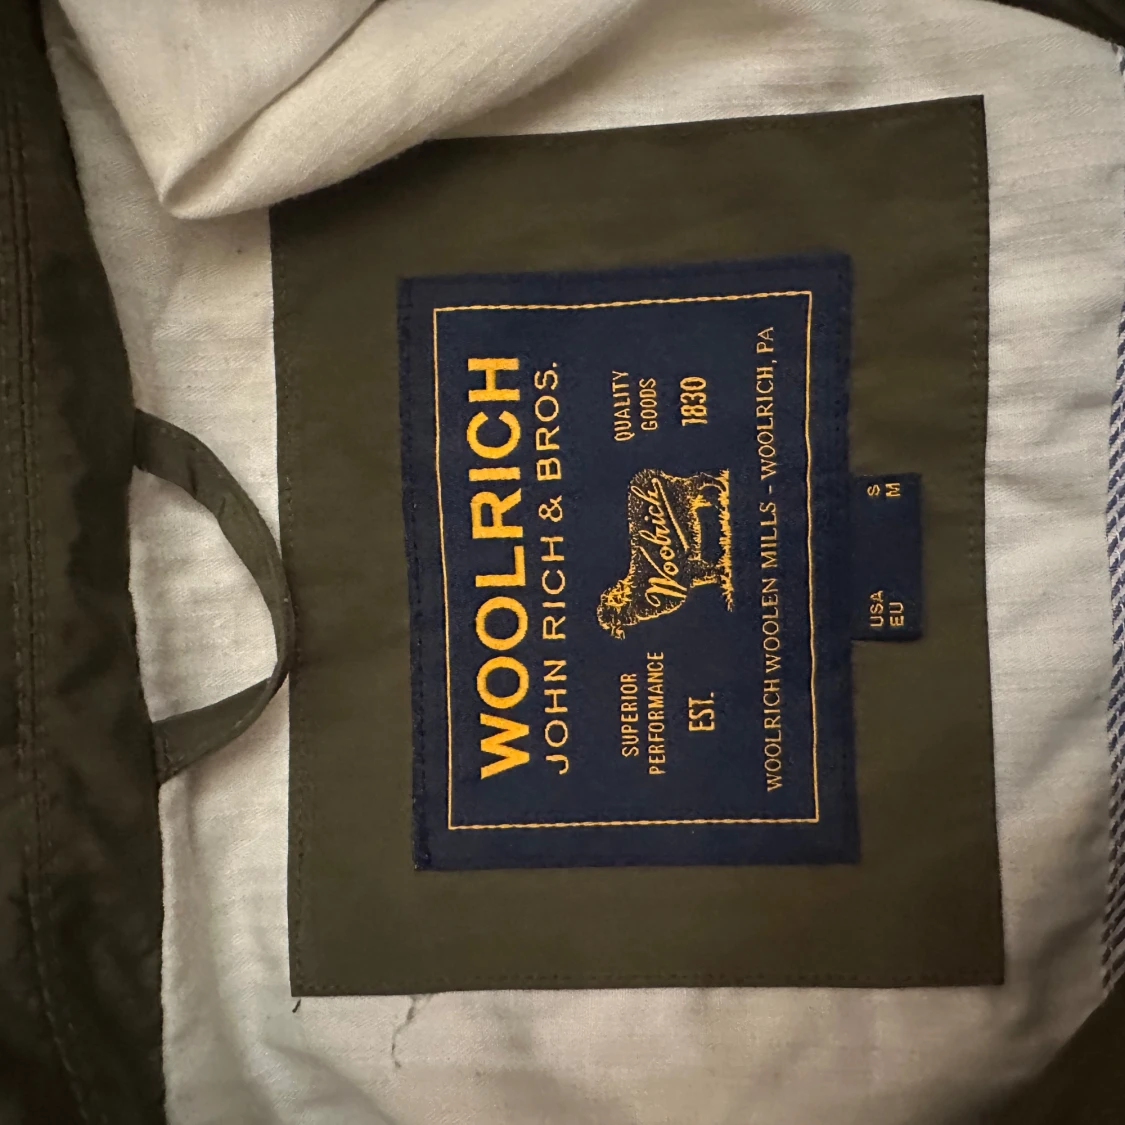 WOOLRICH
JOHN RICH & BROS.
SUPERIOR
PERFORMANCE
Woolrich
QUALITY
GOODS
EST.
1830
WOOLRICH WOOLEN MILLS - WOOLRICH, PA
USA S
EU M